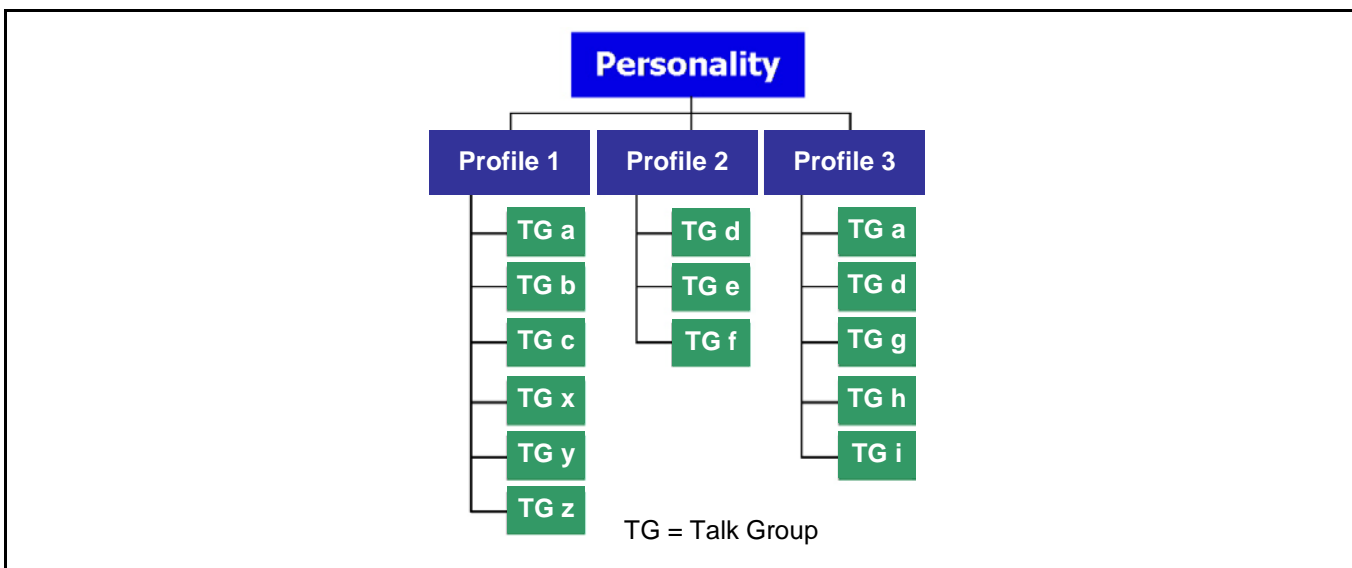 Personality
Profile 1
Profile 2
Profile 3
TG a
TG b
TG c
TG x
TG y
TG z
TG d
TG e
TG f
TG a
TG d
TG g
TG h
TG i
TG = Talk Group